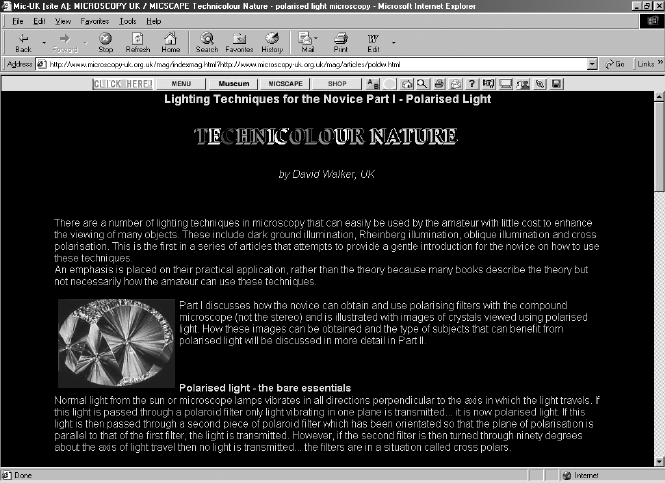 Mic-UK [site A]: MICROSCOPY UK / MICSCAPE Technicolour Nature - polarised light microscopy - Microsoft Internet Explorer
File Edit View Favorites Tools Help
Back Forward Stop Refresh Home Search Favorites History Mail Print Edit
Address http://www.microscopy-uk.org.uk/mag/indexmag.html?http://www.microscopy-uk.org.uk/mag/articles/poldw.html Go Links »
CLICK HERE! MENU Museum MICSCAPE SHOP
Lighting Techniques for the Novice Part I - Polarised Light
TECHNICOLOUR NATURE
by David Walker, UK
There are a number of lighting techniques in microscopy that can easily be used by the amateur with little cost to enhance
the viewing of many objects. These include dark ground illumination, Rheinberg illumination, oblique illumination and cross
polarisation. This is the first in a series of articles that attempts to provide a gentle introduction for the novice on how to use
these techniques.
An emphasis is placed on their practical application, rather than the theory because many books describe the theory but
not necessarily how the amateur can use these techniques.
Part I discusses how the novice can obtain and use polarising filters with the compound
microscope (not the stereo) and is illustrated with images of crystals viewed using polarised
light. How these images can be obtained and the type of subjects that can benefit from
polarised light will be discussed in more detail in Part II.
Polarised light - the bare essentials
Normal light from the sun or microscope lamps vibrates in all directions perpendicular to the axis in which the light travels. If
this light is passed through a polaroid filter only light vibrating in one plane is transmitted... it is now polarised light. If this
light is then passed through a second piece of polaroid filter which has been orientated so that the plane of polarisation is
parallel to that of the first filter, the light is transmitted. However, if the second filter is then turned through ninety degrees
about the axis of light travel then no light is transmitted... the filters are in a situation called cross polars.
Done Internet